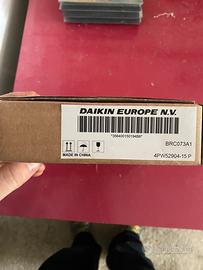 DAIKIN EUROPE N.V.
BRC073A1
MADE IN CHINA
4PW52904-15 P